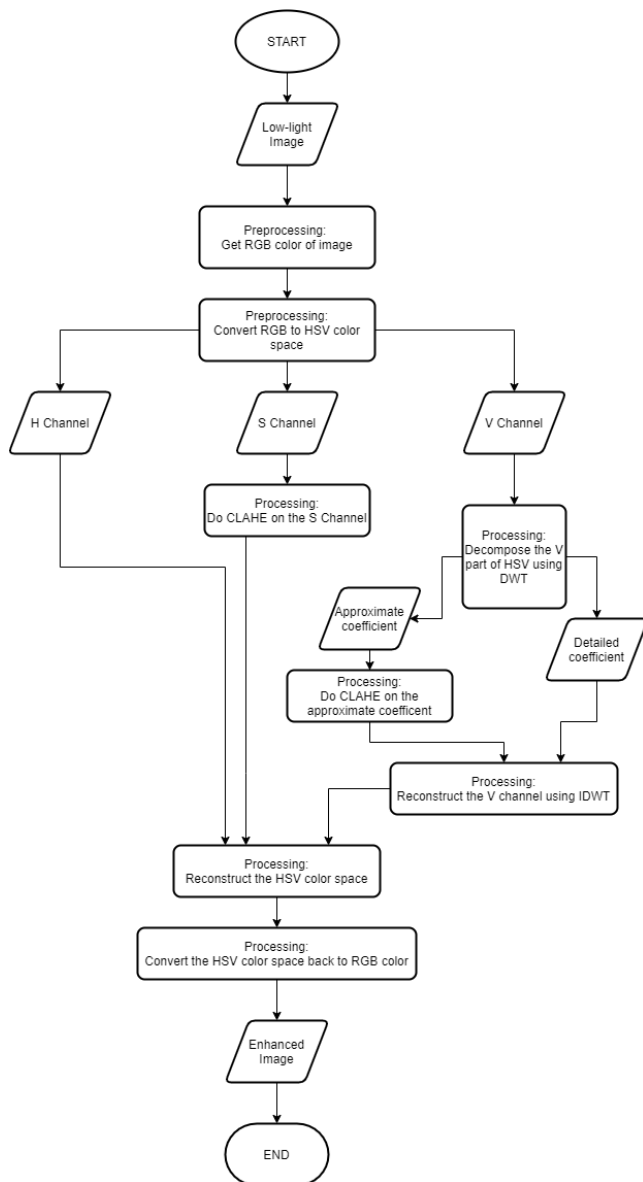 START
Low-light
Image
Preprocessing:
Get RGB color of image
Preprocessing:
Convert RGB to HSV color
space
H Channel
S Channel
V Channel
Processing:
Do CLAHE on the S Channel
Processing:
Decompose the V
part of HSV using
DWT
Approximate
coefficient
Detailed
coefficient
Processing:
Do CLAHE on the
approximate coefficent
Processing:
Reconstruct the V channel using IDWT
Processing:
Reconstruct the HSV color space
Processing:
Convert the HSV color space back to RGB color
Enhanced
Image
END